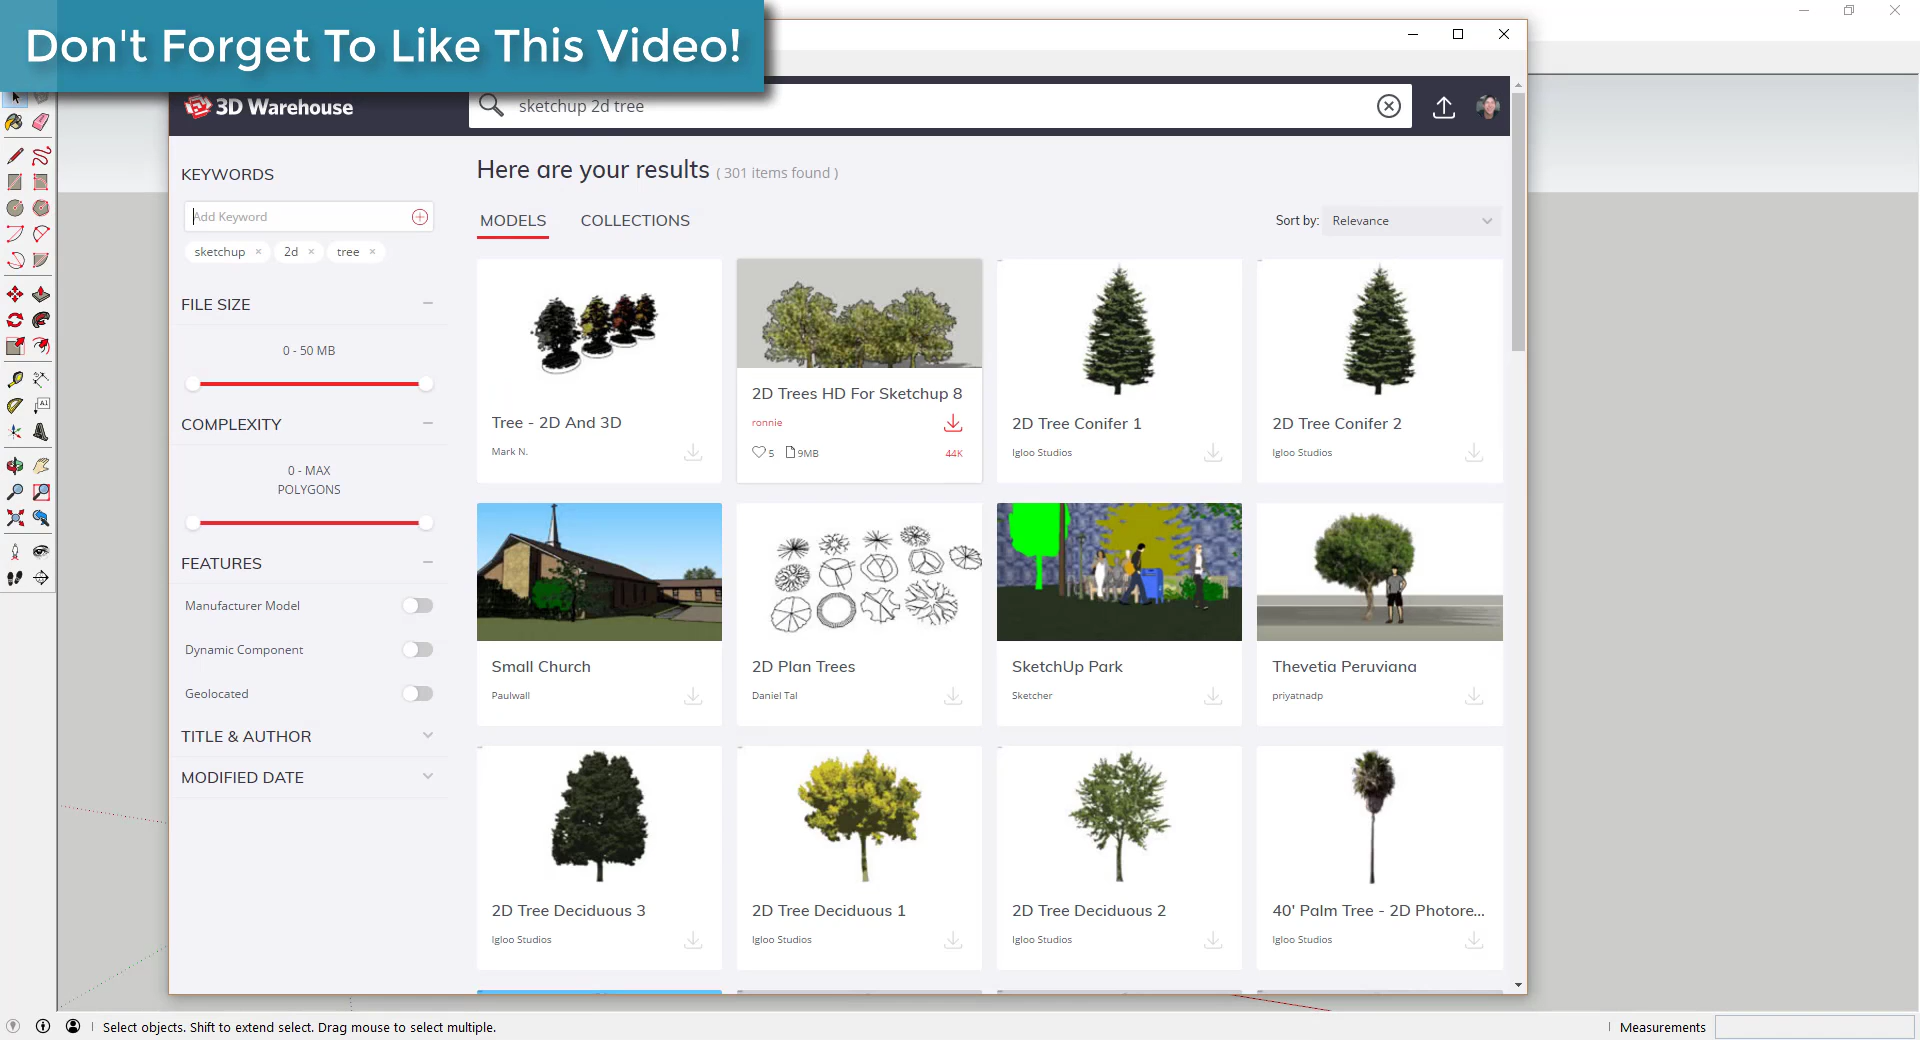 Don't Forget To Like This Video!
3D Warehouse
sketchup 2d tree
KEYWORDS
Add Keyword
sketchup × 2d × tree ×
FILE SIZE
0 - 50 MB
COMPLEXITY
0 - MAX
POLYGONS
FEATURES
Manufacturer Model
Dynamic Component
Geolocated
TITLE & AUTHOR
MODIFIED DATE
Here are your results ( 301 items found )
MODELS COLLECTIONS
Sort by: Relevance
Tree - 2D And 3D
Mark N.
2D Trees HD For Sketchup 8
ronnie
5 9MB 44K
2D Tree Conifer 1
Igloo Studios
2D Tree Conifer 2
Igloo Studios
Small Church
Paulwall
2D Plan Trees
Daniel Tal
SketchUp Park
Sketcher
Thevetia Peruviana
priyatnadp
2D Tree Deciduous 3
Igloo Studios
2D Tree Deciduous 1
Igloo Studios
2D Tree Deciduous 2
Igloo Studios
40' Palm Tree - 2D Photore...
Igloo Studios
Select objects. Shift to extend select. Drag mouse to select multiple.
Measurements